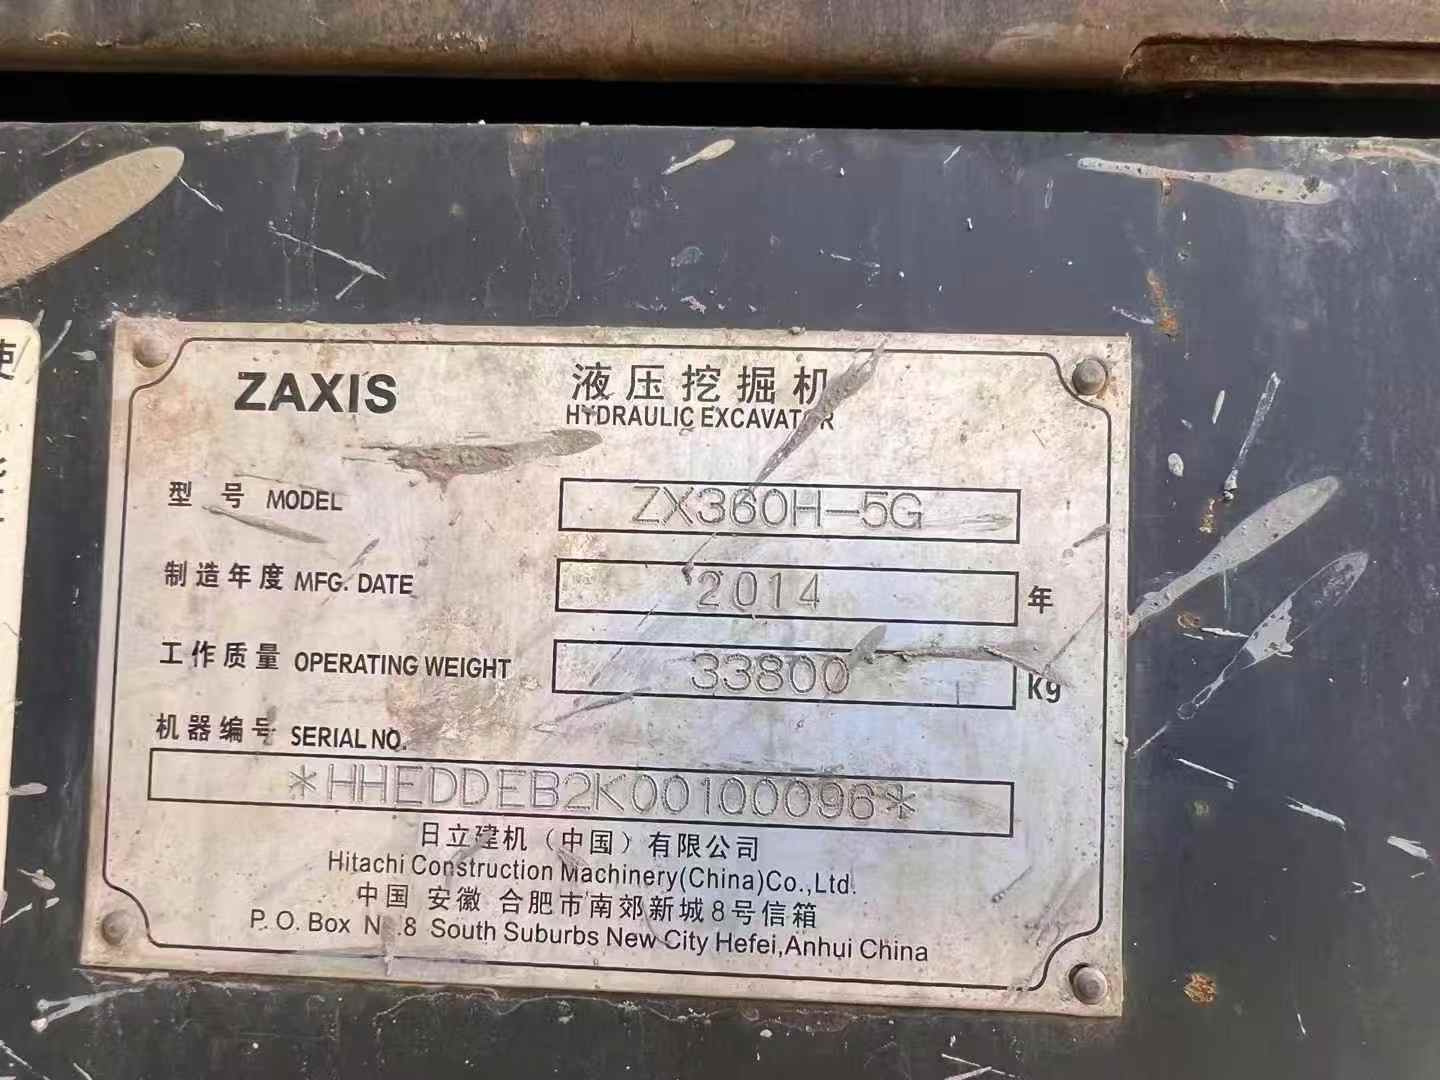 使
ZAXIS
液压挖掘机
HYDRAULIC EXCAVATOR
型号 MODEL ZX360H-5G
制造年度 MFG. DATE 2014 年
工作质量 OPERATING WEIGHT 33800 kg
机器编号 SERIAL NO.
*HHEDDEB2K00100096*
日立建机（中国）有限公司
Hitachi Construction Machinery(China)Co.,Ltd.
中国 安徽 合肥市南郊新城8号信箱
P.O. Box No.8 South Suburbs New City Hefei,Anhui China